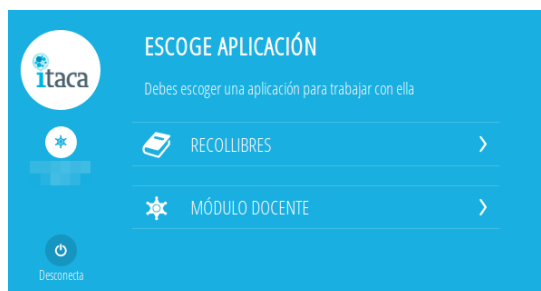 itaca
ESCOGE APLICACIÓN
Debes escoger una aplicación para trabajar con ella
RECOLLIBRES
MÓDULO DOCENTE
Desconecta